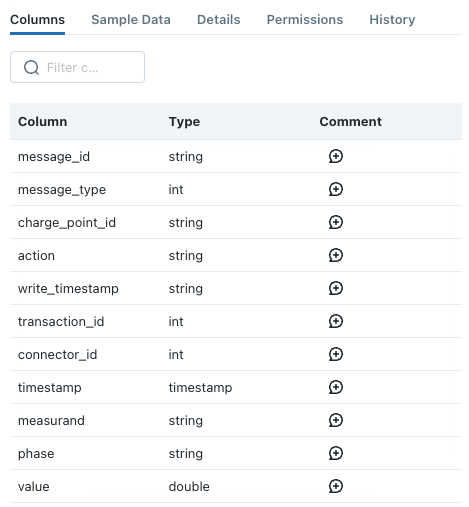 Columns Sample Data Details Permissions History
Filter c...
Column Type Comment
message_id string
message_type int
charge_point_id string
action string
write_timestamp string
transaction_id int
connector_id int
timestamp timestamp
measurand string
phase string
value double